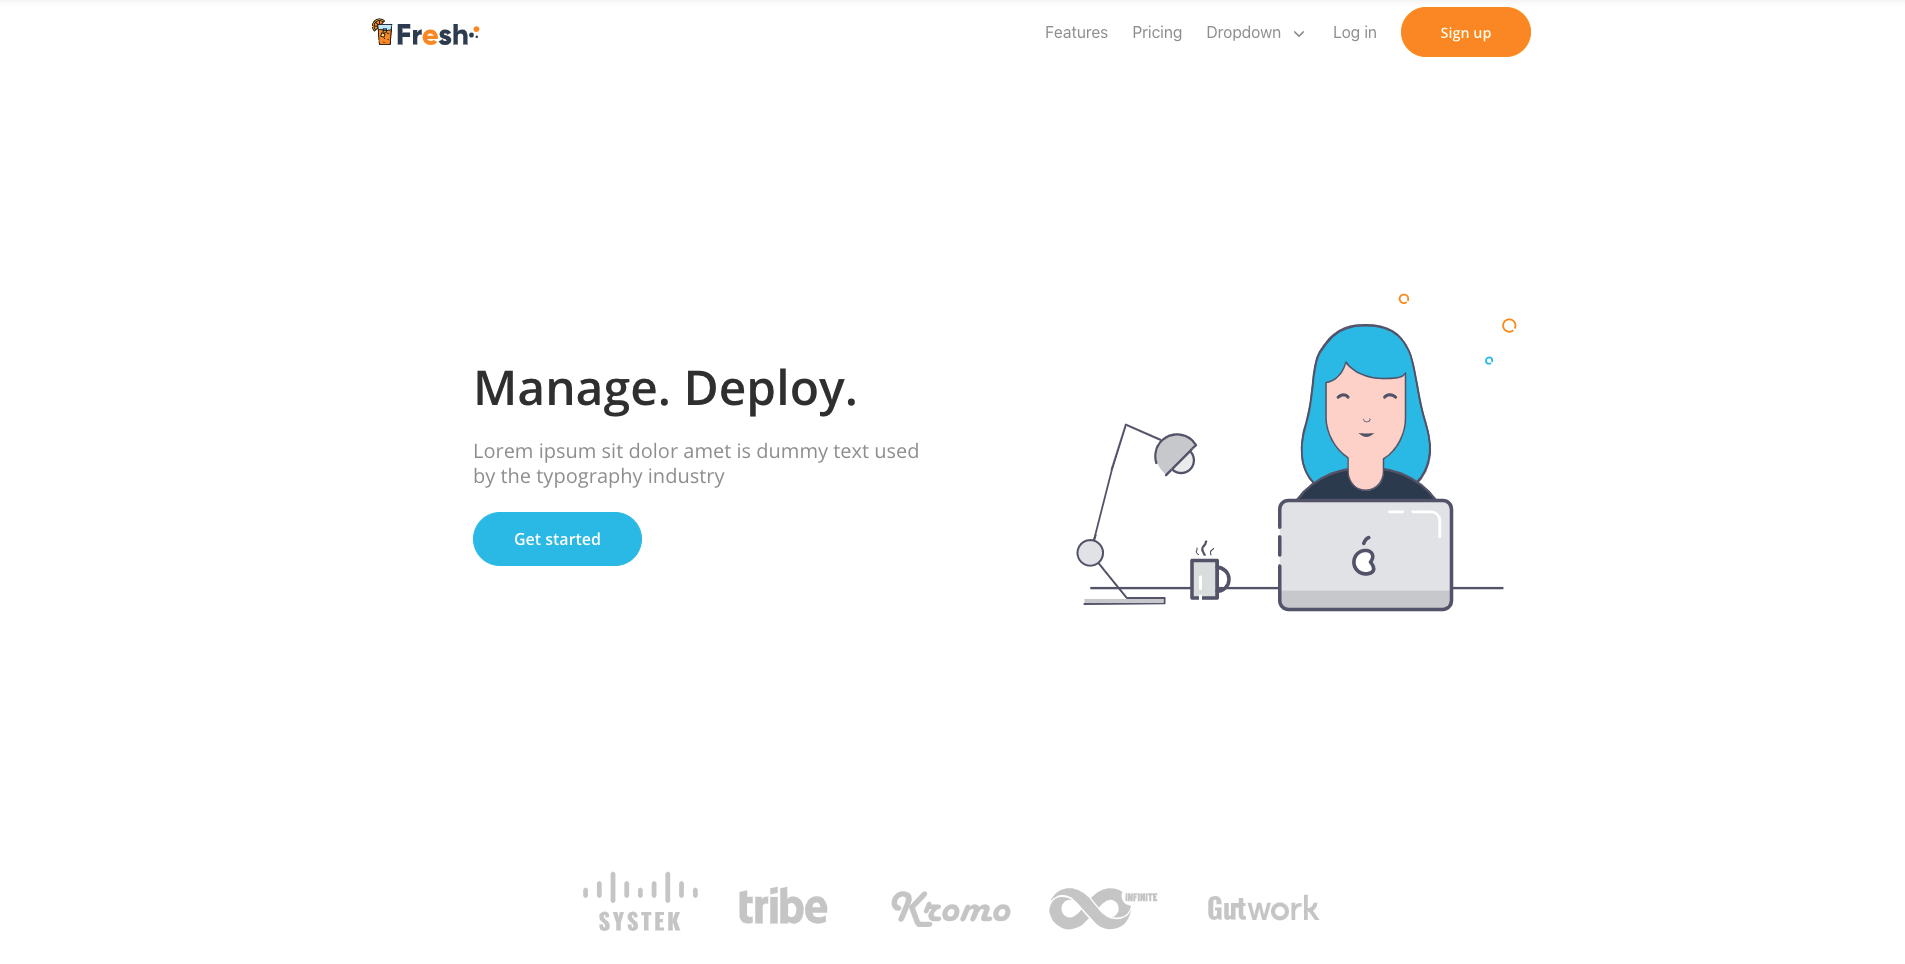 Fresh
Features
Pricing
Dropdown
Log in
Sign up
Manage. Deploy.
Lorem ipsum sit dolor amet is dummy text used
by the typography industry
Get started
SYSTEK
tribe
Kromo
INFINITE
Gutwork